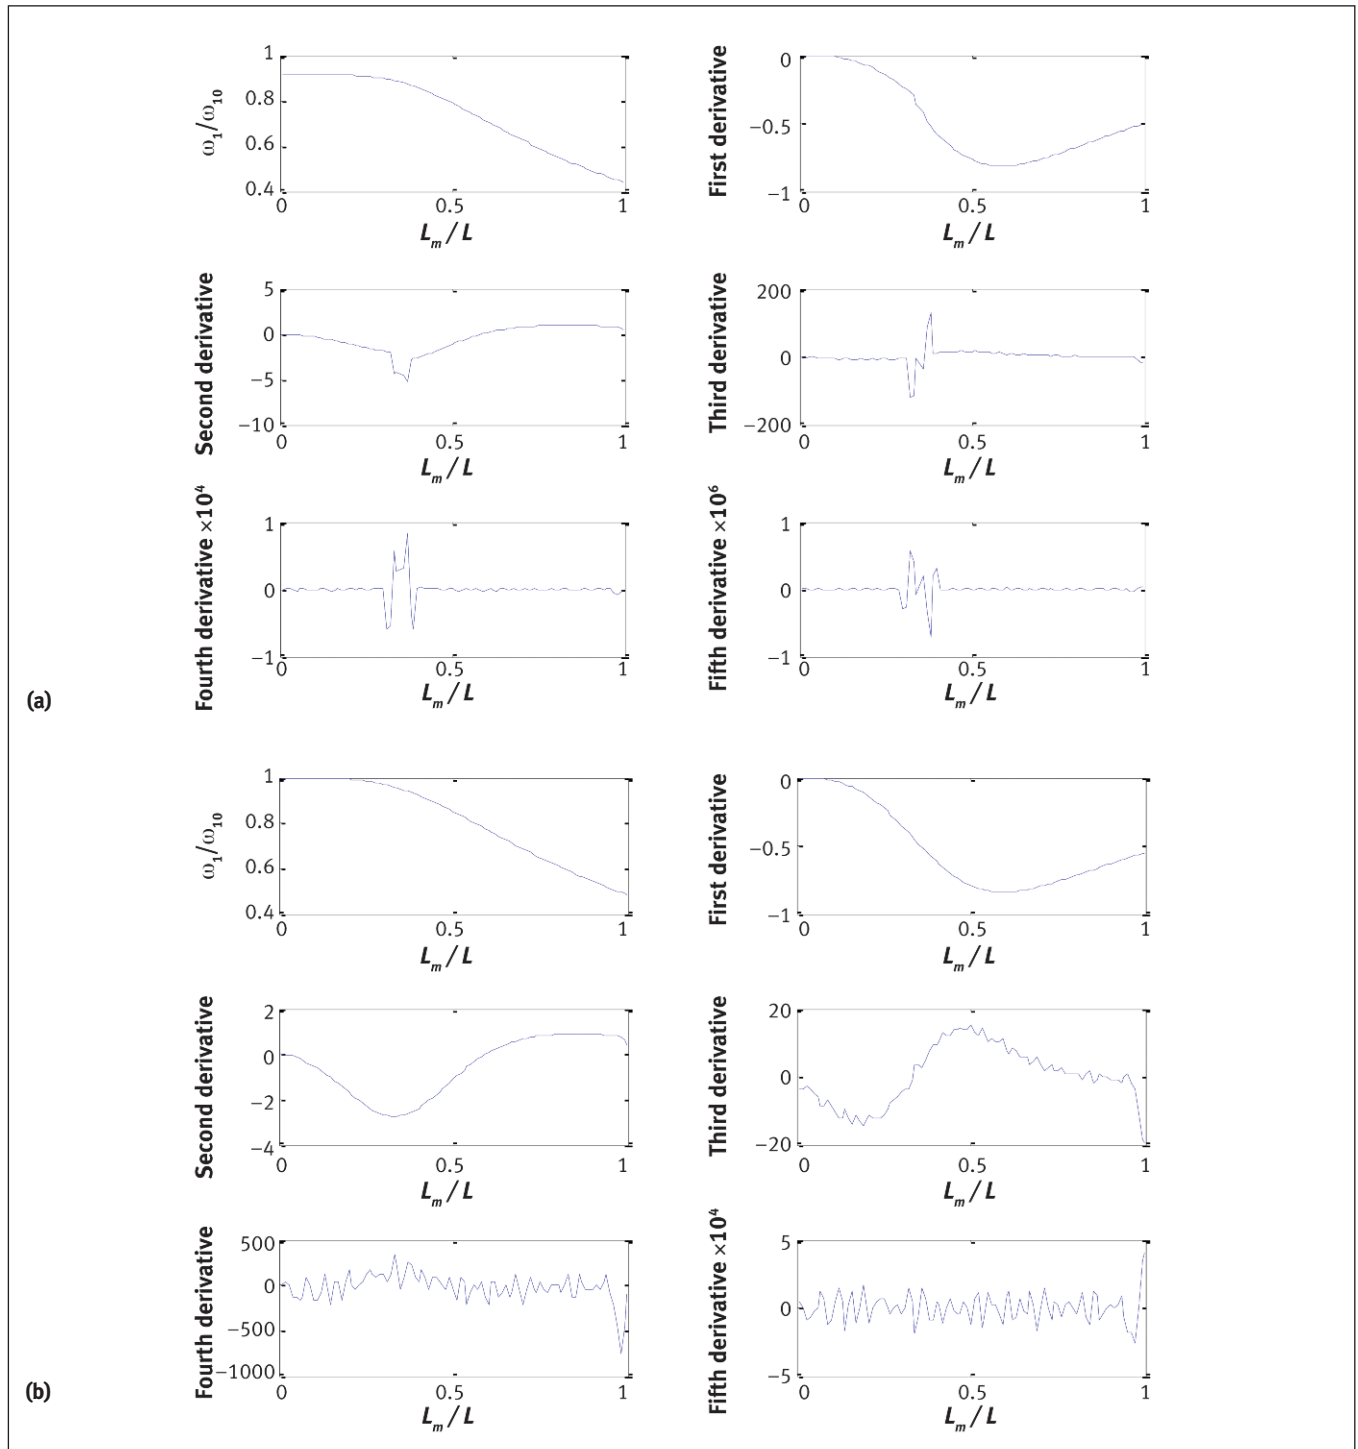 1
0.8
0.6
0.4
ω1/ω10
0 0.5 1
Lm / L
0
−0.5
−1
First derivative
0 0.5 1
Lm / L
5
0
−5
−10
Second derivative
0 0.5 1
Lm / L
200
0
−200
Third derivative
0 0.5 1
Lm / L
1
0
−1
Fourth derivative ×10⁴
0 0.5 1
Lm / L
1
0
−1
Fifth derivative ×10⁶
0 0.5 1
Lm / L
(a)
1
0.8
0.6
0.4
ω1/ω10
0 0.5 1
Lm / L
0
−0.5
−1
First derivative
0 0.5 1
Lm / L
2
0
−2
−4
Second derivative
0 0.5 1
Lm / L
20
0
−20
Third derivative
0 0.5 1
Lm / L
500
0
−500
−1000
Fourth derivative
0 0.5 1
Lm / L
5
0
−5
Fifth derivative ×10⁴
0 0.5 1
Lm / L
(b)